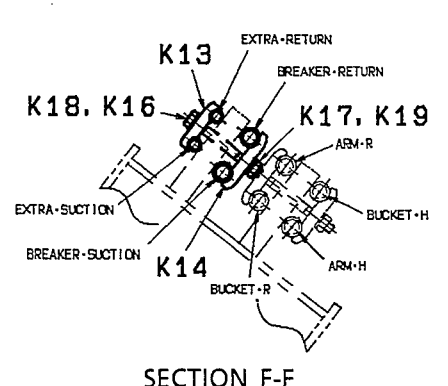 EXTRA・RETURN
K13
BREAKER・RETURN
K18, K16
K17, K19
ARM・R
EXTRA・SUCTION
BUCKET・H
BREAKER・SUCTION
K14
ARM・H
BUCKET・R
SECTION F-F